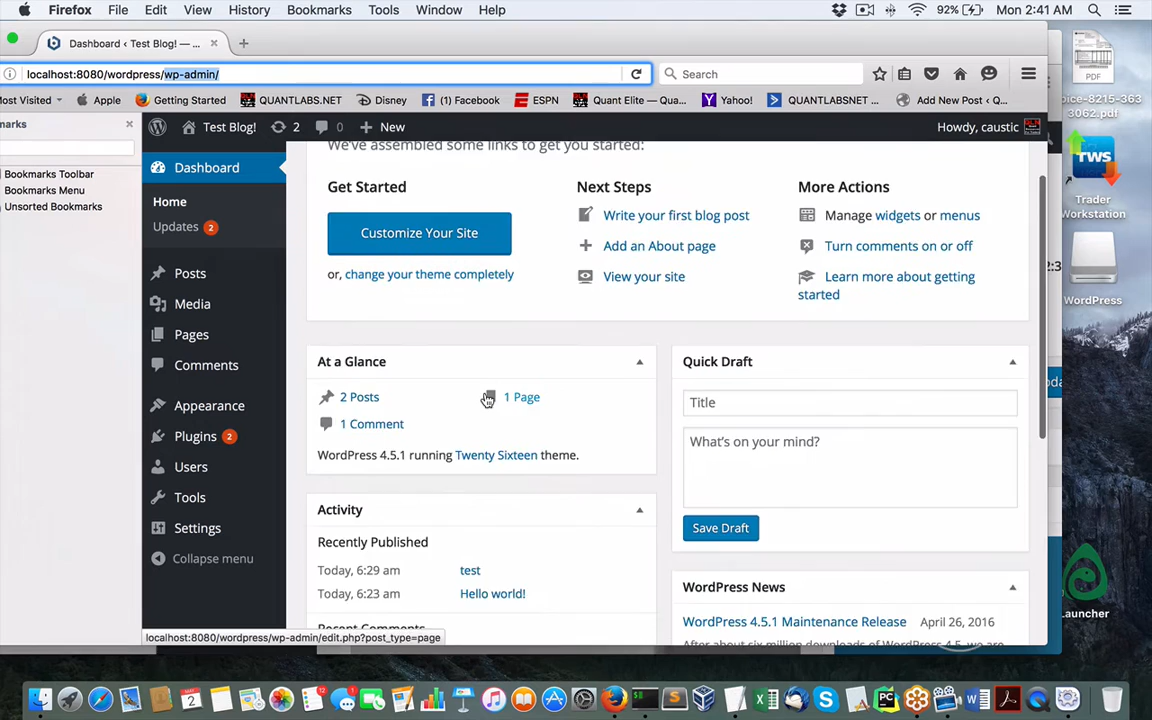 Firefox File Edit View History Bookmarks Tools Window Help 92% Mon 2:41 AM
Dashboard ‹ Test Blog! — ...
localhost:8080/wordpress/wp-admin/ Search
Most Visited Apple Getting Started QUANTLABS.NET Disney (1) Facebook ESPN Quant Elite — Qua... Yahoo! QUANTLABSNET ... Add New Post ‹ Q...
PDF
oice-8215-363
3062.pdf
TWS
Trader
Workstation
WordPress
Launcher
marks
Bookmarks Toolbar
Bookmarks Menu
Unsorted Bookmarks
Test Blog! 2 0 New Howdy, caustic
Dashboard
Home
Updates 2
Posts
Media
Pages
Comments
Appearance
Plugins 2
Users
Tools
Settings
Collapse menu
We've assembled some links to get you started:
Get Started
Customize Your Site
or, change your theme completely
Next Steps
Write your first blog post
Add an About page
View your site
More Actions
Manage widgets or menus
Turn comments on or off
Learn more about getting
started
At a Glance
2 Posts 1 Page
1 Comment
WordPress 4.5.1 running Twenty Sixteen theme.
Activity
Recently Published
Today, 6:29 am test
Today, 6:23 am Hello world!
Recent Comments
Quick Draft
Title
What's on your mind?
Save Draft
WordPress News
WordPress 4.5.1 Maintenance Release April 26, 2016
After about six million downloads of WordPress 4.5, we are
localhost:8080/wordpress/wp-admin/edit.php?post_type=page